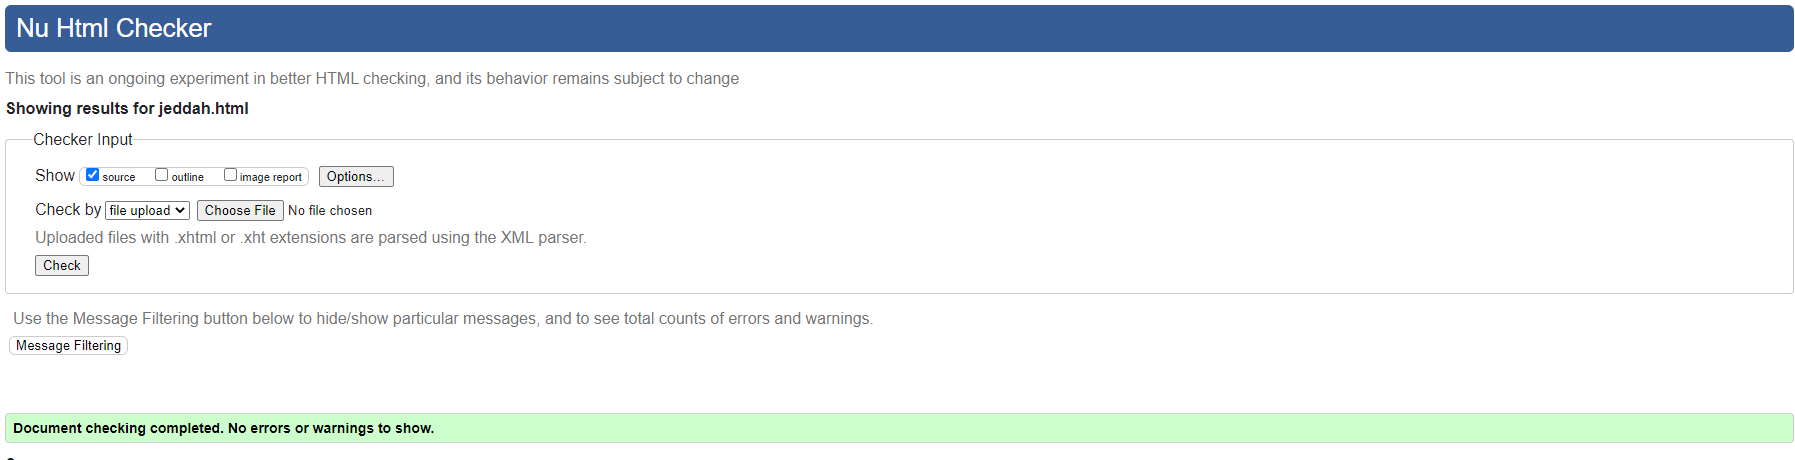 Nu Html Checker
This tool is an ongoing experiment in better HTML checking, and its behavior remains subject to change
Showing results for jeddah.html
Checker Input
Show source outline image report Options...
Check by file upload Choose File No file chosen
Uploaded files with .xhtml or .xht extensions are parsed using the XML parser.
Check
Use the Message Filtering button below to hide/show particular messages, and to see total counts of errors and warnings.
Message Filtering
Document checking completed. No errors or warnings to show.